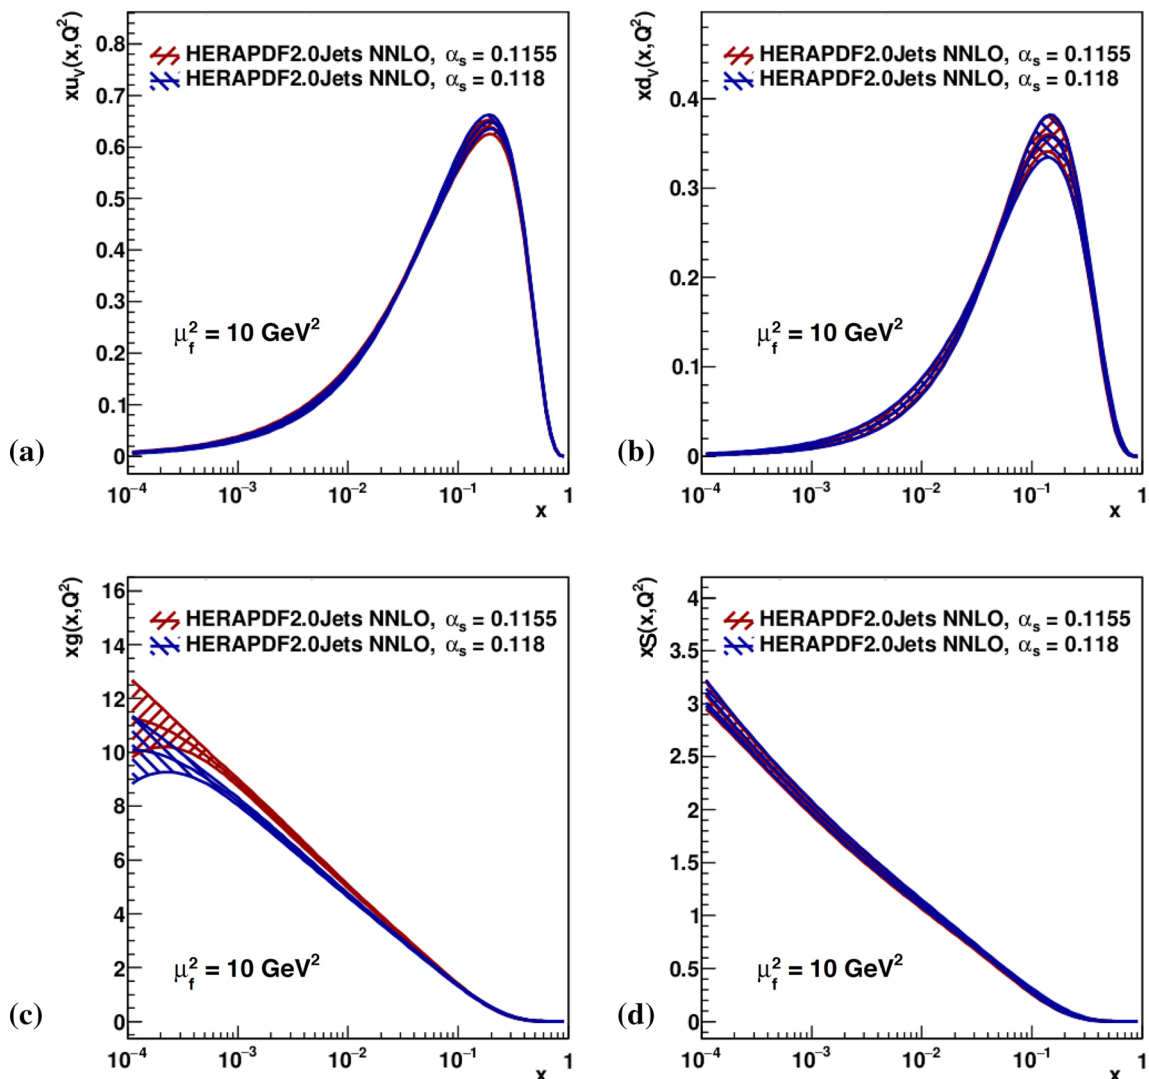 xu_v(x,Q²)
HERAPDF2.0Jets NNLO, α_s = 0.1155
HERAPDF2.0Jets NNLO, α_s = 0.118
0.8
0.7
0.6
0.5
0.4
0.3
0.2
0.1
0
μ_f² = 10 GeV²
(a)
10⁻⁴ 10⁻³ 10⁻² 10⁻¹ 1
x
xd_v(x,Q²)
HERAPDF2.0Jets NNLO, α_s = 0.1155
HERAPDF2.0Jets NNLO, α_s = 0.118
0.4
0.3
0.2
0.1
0
μ_f² = 10 GeV²
(b)
10⁻⁴ 10⁻³ 10⁻² 10⁻¹ 1
x
xg(x,Q²)
HERAPDF2.0Jets NNLO, α_s = 0.1155
HERAPDF2.0Jets NNLO, α_s = 0.118
16
14
12
10
8
6
4
2
0
μ_f² = 10 GeV²
(c)
10⁻⁴ 10⁻³ 10⁻² 10⁻¹ 1
x
xS(x,Q²)
HERAPDF2.0Jets NNLO, α_s = 0.1155
HERAPDF2.0Jets NNLO, α_s = 0.118
4
3.5
3
2.5
2
1.5
1
0.5
0
μ_f² = 10 GeV²
(d)
10⁻⁴ 10⁻³ 10⁻² 10⁻¹ 1
x